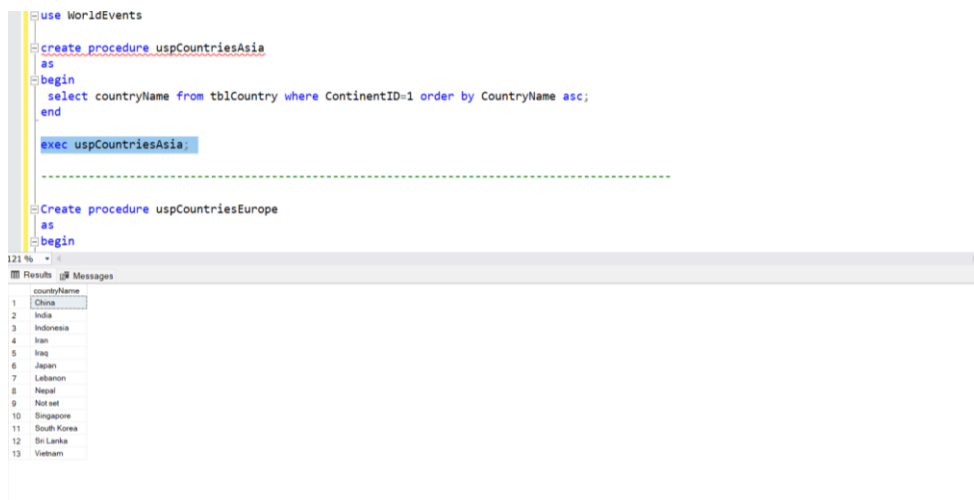 use WorldEvents
create procedure uspCountriesAsia
as
begin
select countryName from tblCountry where ContinentID=1 order by CountryName asc;
end
exec uspCountriesAsia;
--------------------------------------------------------------------------------------------
Create procedure uspCountriesEurope
as
begin
121 %
Results Messages
countryName
1 China
2 India
3 Indonesia
4 Iran
5 Iraq
6 Japan
7 Lebanon
8 Nepal
9 Not set
10 Singapore
11 South Korea
12 Sri Lanka
13 Vietnam